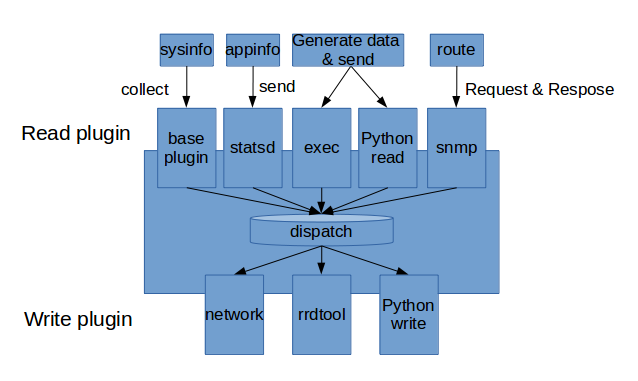 sysinfo
appinfo
Generate data
& send
route
collect
send
Request & Respose
Read plugin
base
plugin
statsd
exec
Python
read
snmp
dispatch
network
rrdtool
Python
write
Write plugin